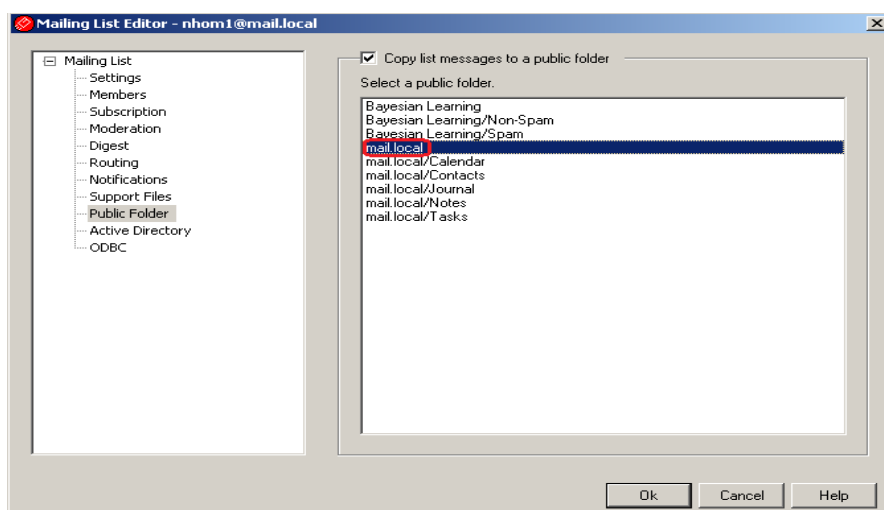 Mailing List Editor - nhom1@mail.local
Mailing List
Settings
Members
Subscription
Moderation
Digest
Routing
Notifications
Support Files
Public Folder
Active Directory
ODBC
Copy list messages to a public folder
Select a public folder.
Bayesian Learning
Bayesian Learning/Non-Spam
Bayesian Learning/Spam
mail.local
mail.local/Calendar
mail.local/Contacts
mail.local/Journal
mail.local/Notes
mail.local/Tasks
Ok
Cancel
Help